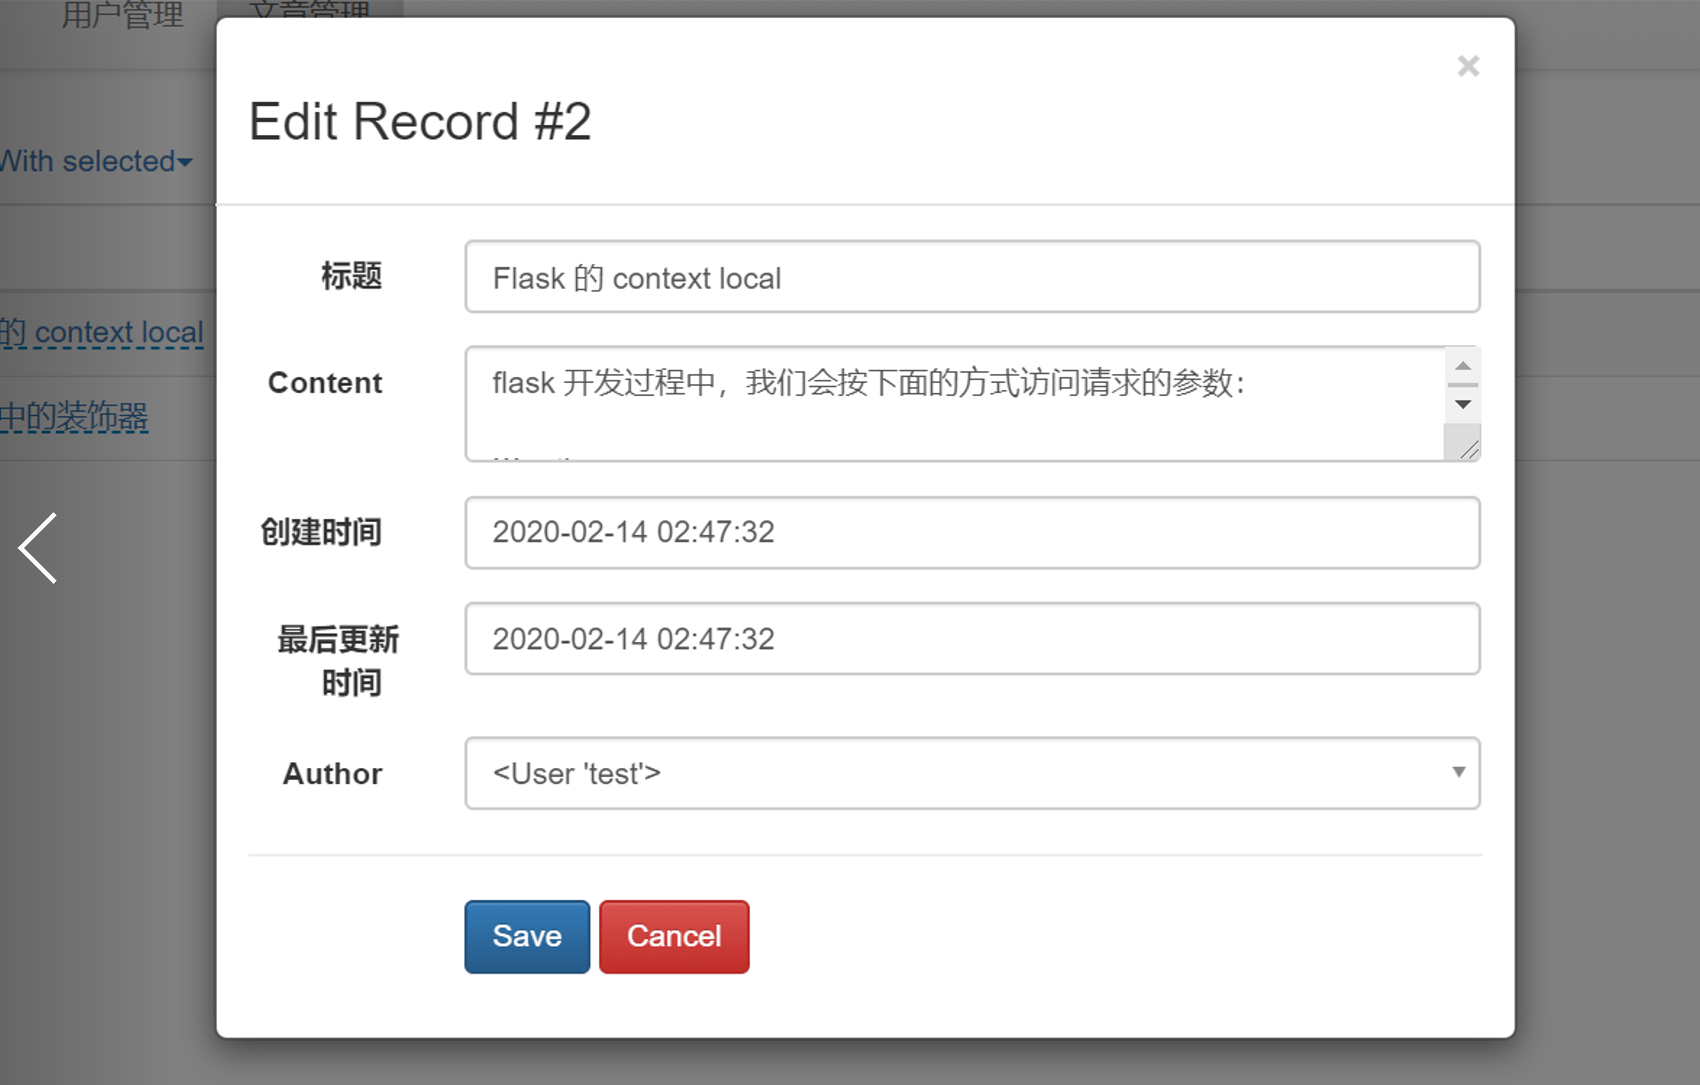 用户管理 文章管理
×
Edit Record #2
With selected
标题 Flask 的 context local
的 context local
Content flask 开发过程中，我们会按下面的方式访问请求的参数：
中的装饰器
创建时间 2020-02-14 02:47:32
最后更新 2020-02-14 02:47:32
时间
Author <User 'test'>
Save Cancel